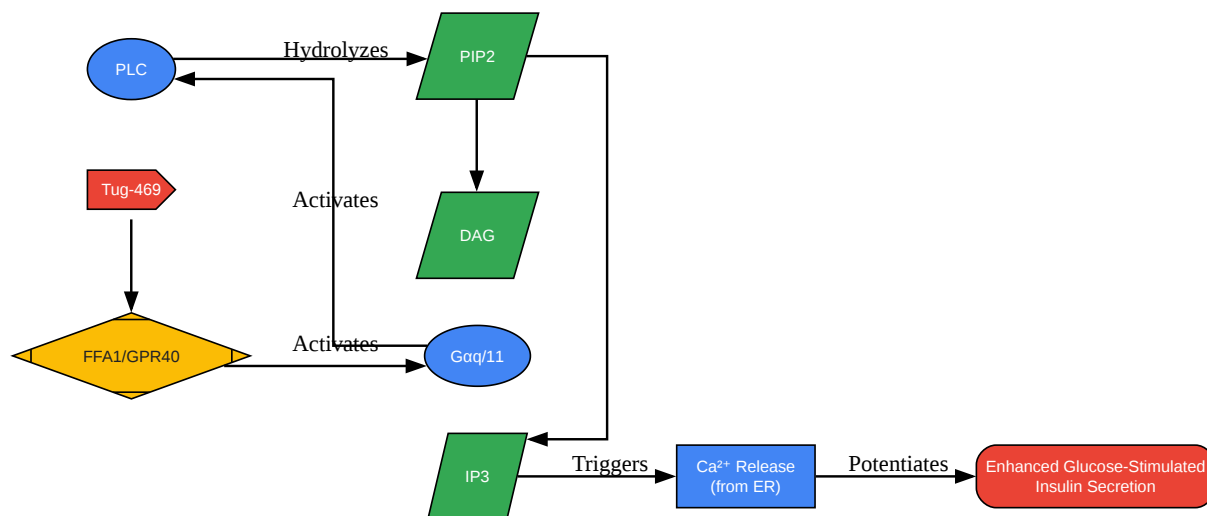 Hydrolyzes
PLC
PIP2
Tug-469
Activates
DAG
FFA1/GPR40
Activates
Gαq/11
IP3
Triggers
Ca²⁺ Release
(from ER)
Potentiates
Enhanced Glucose-Stimulated
Insulin Secretion